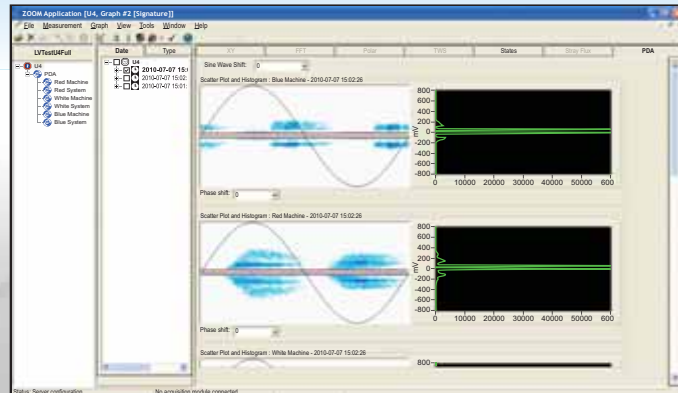 ZOOM Application [U4, Graph #2 [Signature]]
File Measurement Graph View Tools Window Help
LVTestU4Full
U4
PDA
Red Machine
Red System
White Machine
White System
Blue Machine
Blue System
Date Type
U4
2010-07-07 15:
2010-07-07 15:02:
2010-07-07 15:01:
XY FFT Polar TWS States Stray Flux PDA
Sine Wave Shift: 0
Scatter Plot and Histogram : Blue Machine - 2010-07-07 15:02:26
800
600
400
200
0
-200
-400
-600
-800
mV
0 10000 20000 30000 40000 50000 600
Phase shift: 0
Scatter Plot and Histogram : Red Machine - 2010-07-07 15:02:26
800
600
400
200
0
-200
-400
-600
-800
mV
0 10000 20000 30000 40000 50000 600
Phase shift: 0
Scatter Plot and Histogram : White Machine - 2010-07-07 15:02:26
800
Status: Server configuration No acquisition module connected